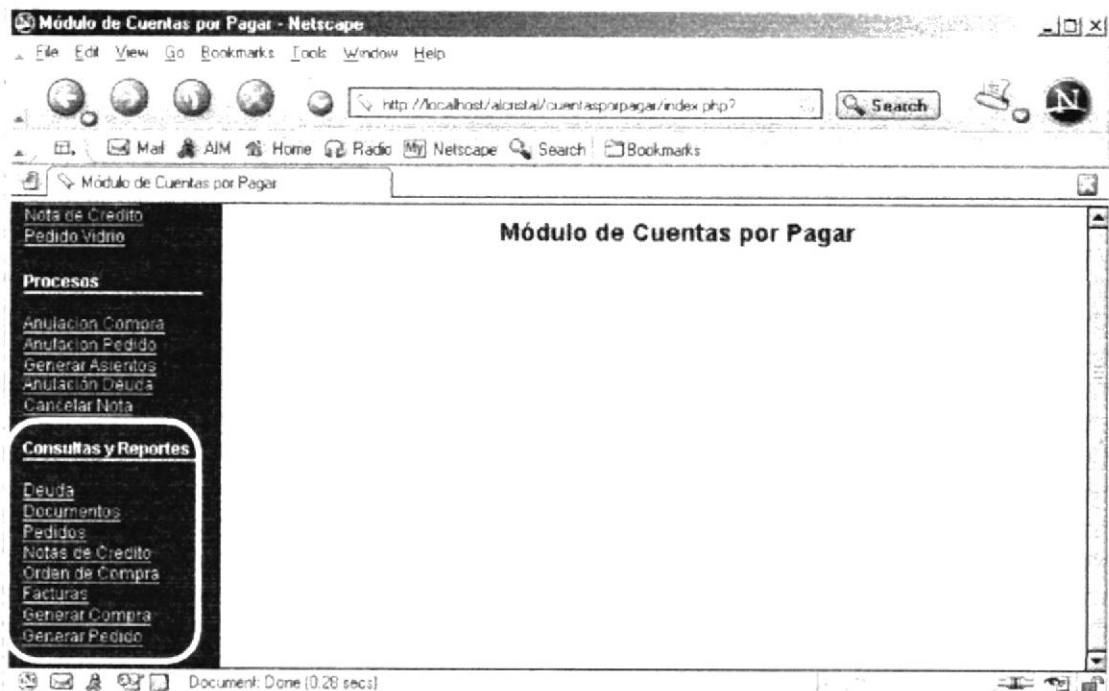 Módulo de Cuentas por Pagar - Netscape
File Edit View Go Bookmarks Tools Window Help
http://localhost/alcristal/cuentasporpagar/index.php?
Search
N
Mail AIM Home Radio My Netscape Search Bookmarks
Módulo de Cuentas por Pagar
Nota de Credito
Pedido Vidrio
Procesos
Anulacion Compra
Anulacion Pedido
Generar Asientos
Anulación Deuda
Cancelar Nota
Consultas y Reportes
Deuda
Documentos
Pedidos
Notas de Credito
Orden de Compra
Facturas
Generar Compra
Generar Pedido
Módulo de Cuentas por Pagar
Document: Done (0.28 secs)